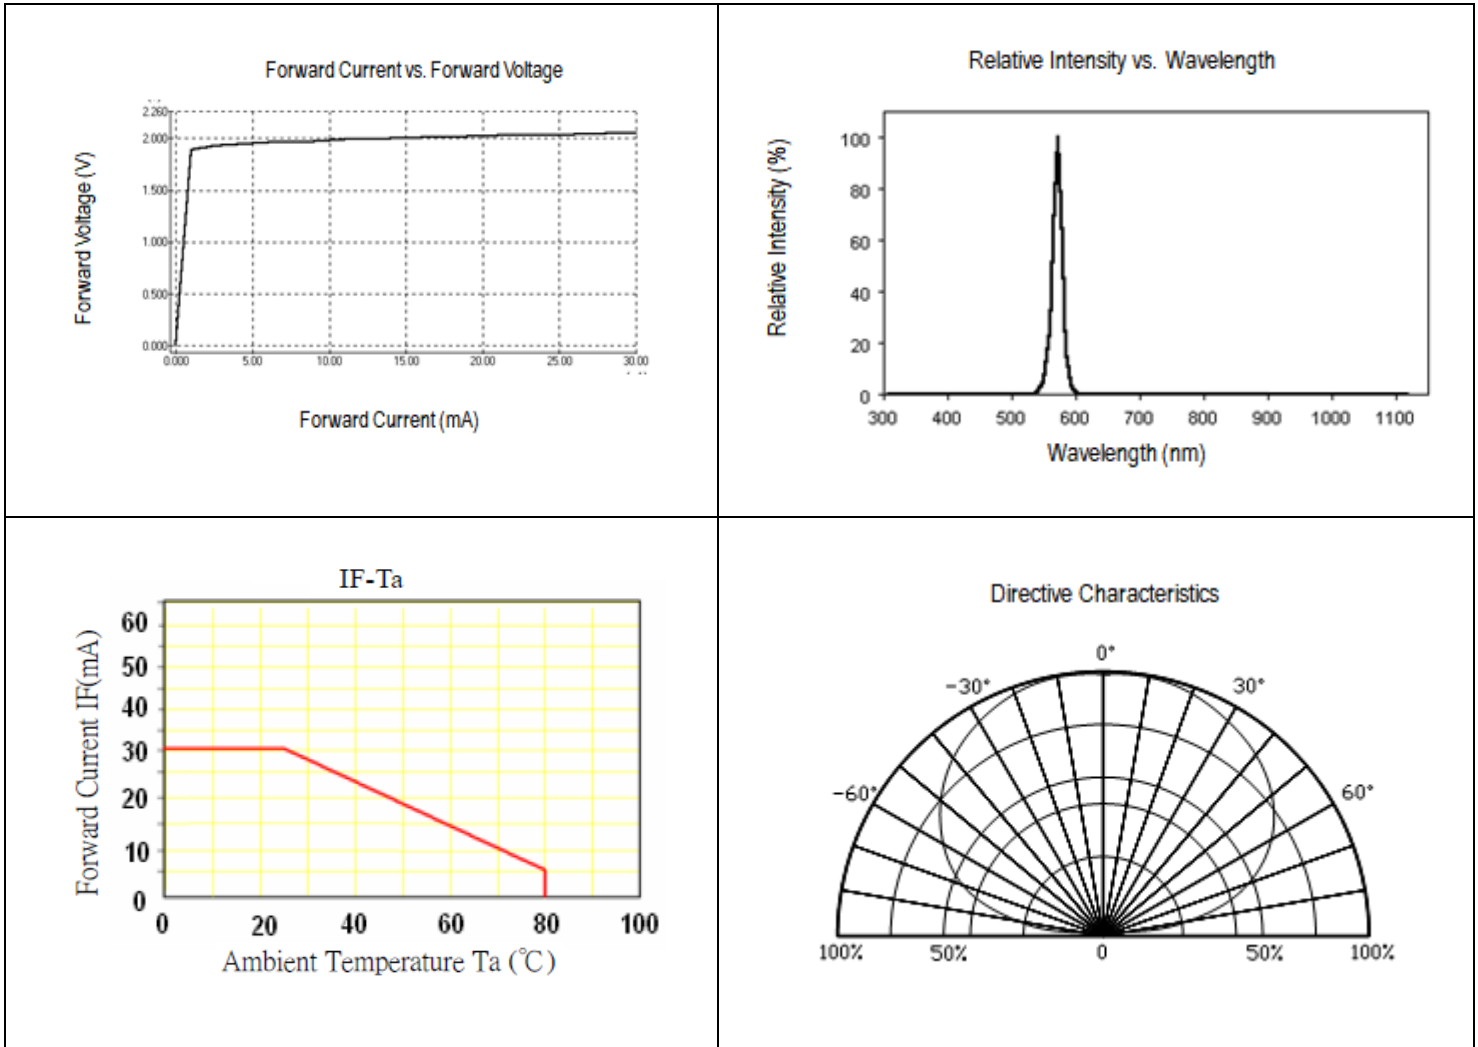 Forward Current vs. Forward Voltage
Forward Voltage (V)
2.260
2.000
1.500
1.000
0.500
0.000
0.000 5.00 10.00 15.00 20.00 25.00 30.00
Forward Current (mA)
Relative Intensity vs. Wavelength
Relative Intensity (%)
100
80
60
40
20
0
300 400 500 600 700 800 900 1000 1100
Wavelength (nm)
IF-Ta
Forward Current IF(mA)
60
50
40
30
20
10
0
0 20 40 60 80 100
Ambient Temperature Ta (℃)
Directive Characteristics
0°
-30° 30°
-60° 60°
100% 50% 0 50% 100%